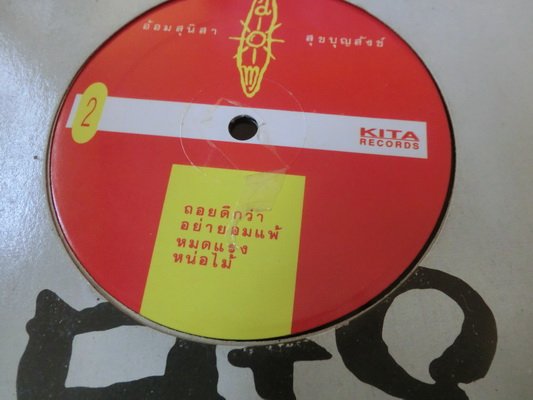 อ้อมสุนิสา สุขบุญสังข์
2
KITA
RECORDS
ถอยดีกว่า
อย่ายอมแพ้
หมดแรง
หน่อไม้